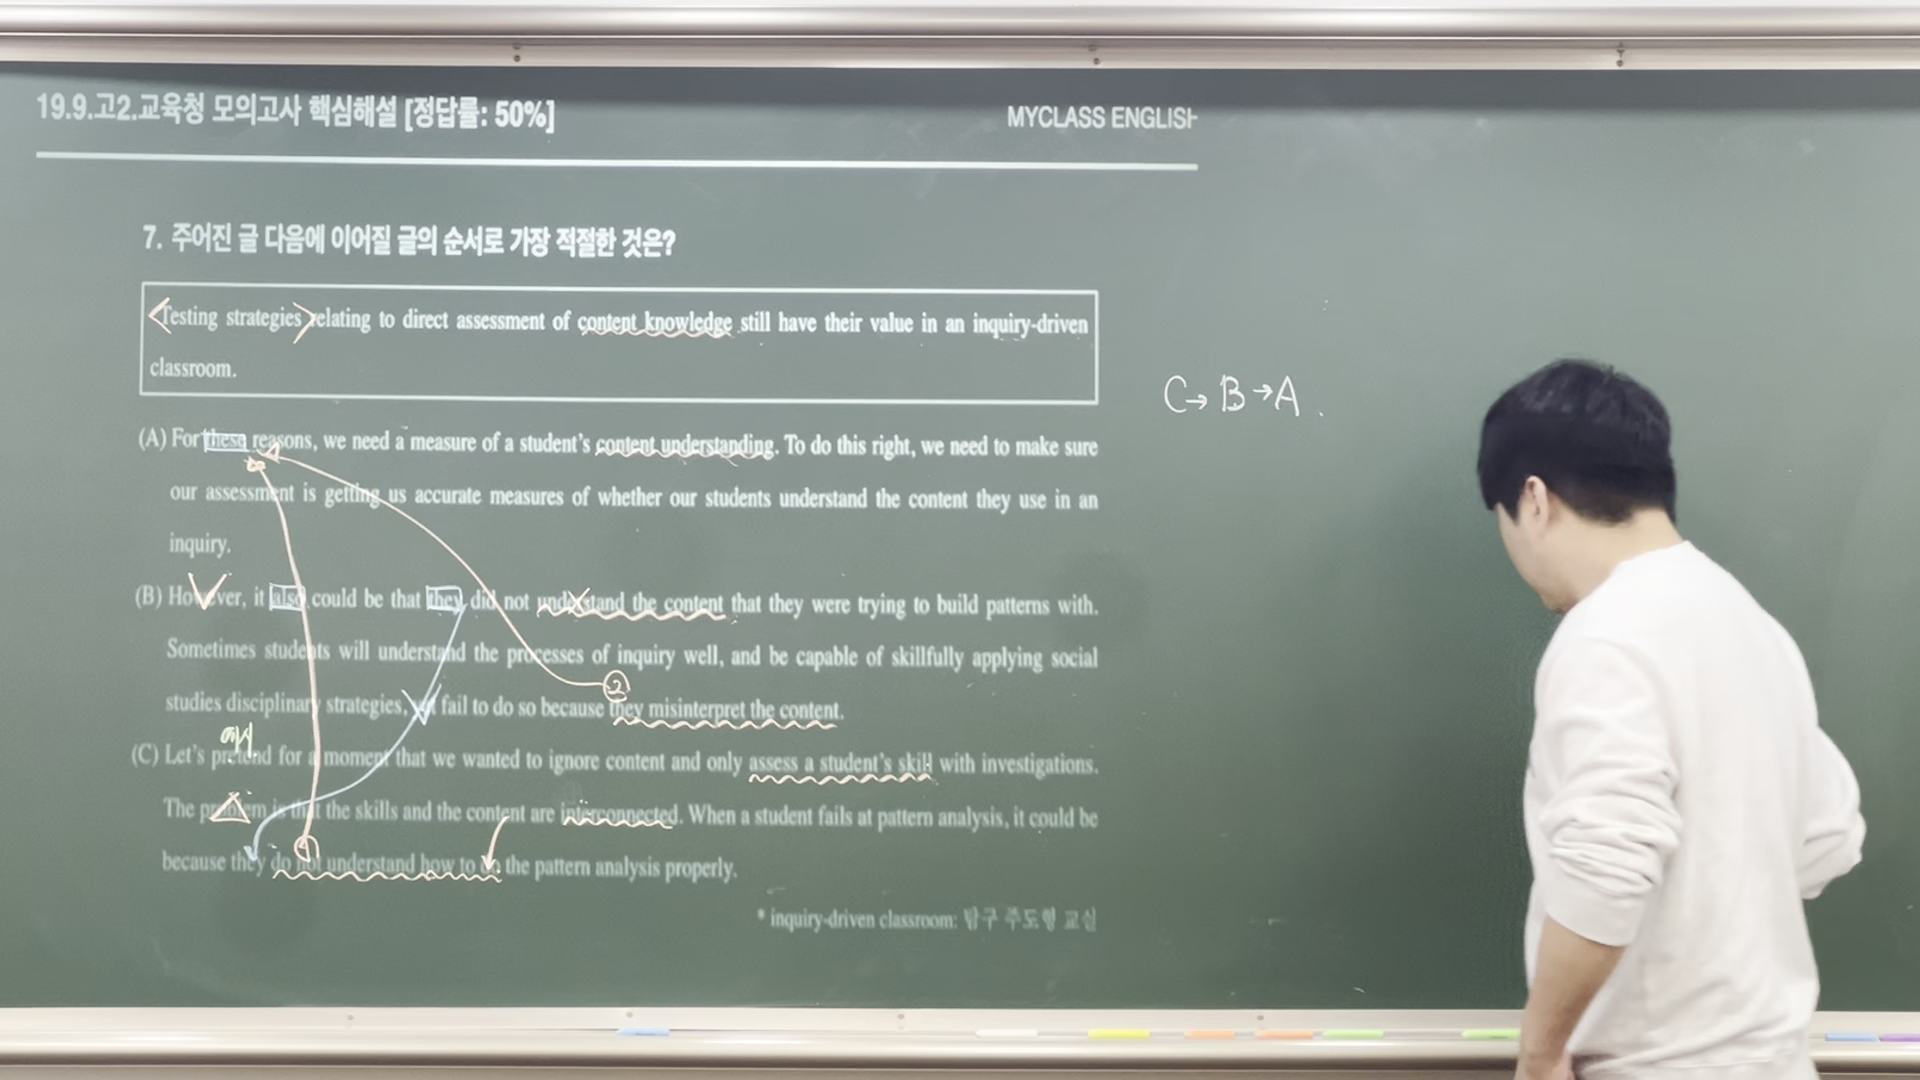 19.9.고2.교육청 모의고사 핵심해설 [정답률: 50%]
MYCLASS ENGLISH
7. 주어진 글 다음에 이어질 글의 순서로 가장 적절한 것은?
Testing strategies relating to direct assessment of content knowledge still have their value in an inquiry-driven
classroom.
C→B→A.
(A) For these reasons, we need a measure of a student's content understanding. To do this right, we need to make sure
our assessment is getting us accurate measures of whether our students understand the content they use in an
inquiry.
(B) However, it also could be that they did not understand the content that they were trying to build patterns with.
Sometimes students will understand the processes of inquiry well, and be capable of skillfully applying social
②
studies disciplinary strategies, yet fail to do so because they misinterpret the content.
예시.
(C) Let's pretend for a moment that we wanted to ignore content and only assess a student's skill with investigations.
The problem is that the skills and the content are interconnected. When a student fails at pattern analysis, it could be
①
because they do not understand how to do the pattern analysis properly.
* inquiry-driven classroom: 탐구 주도형 교실